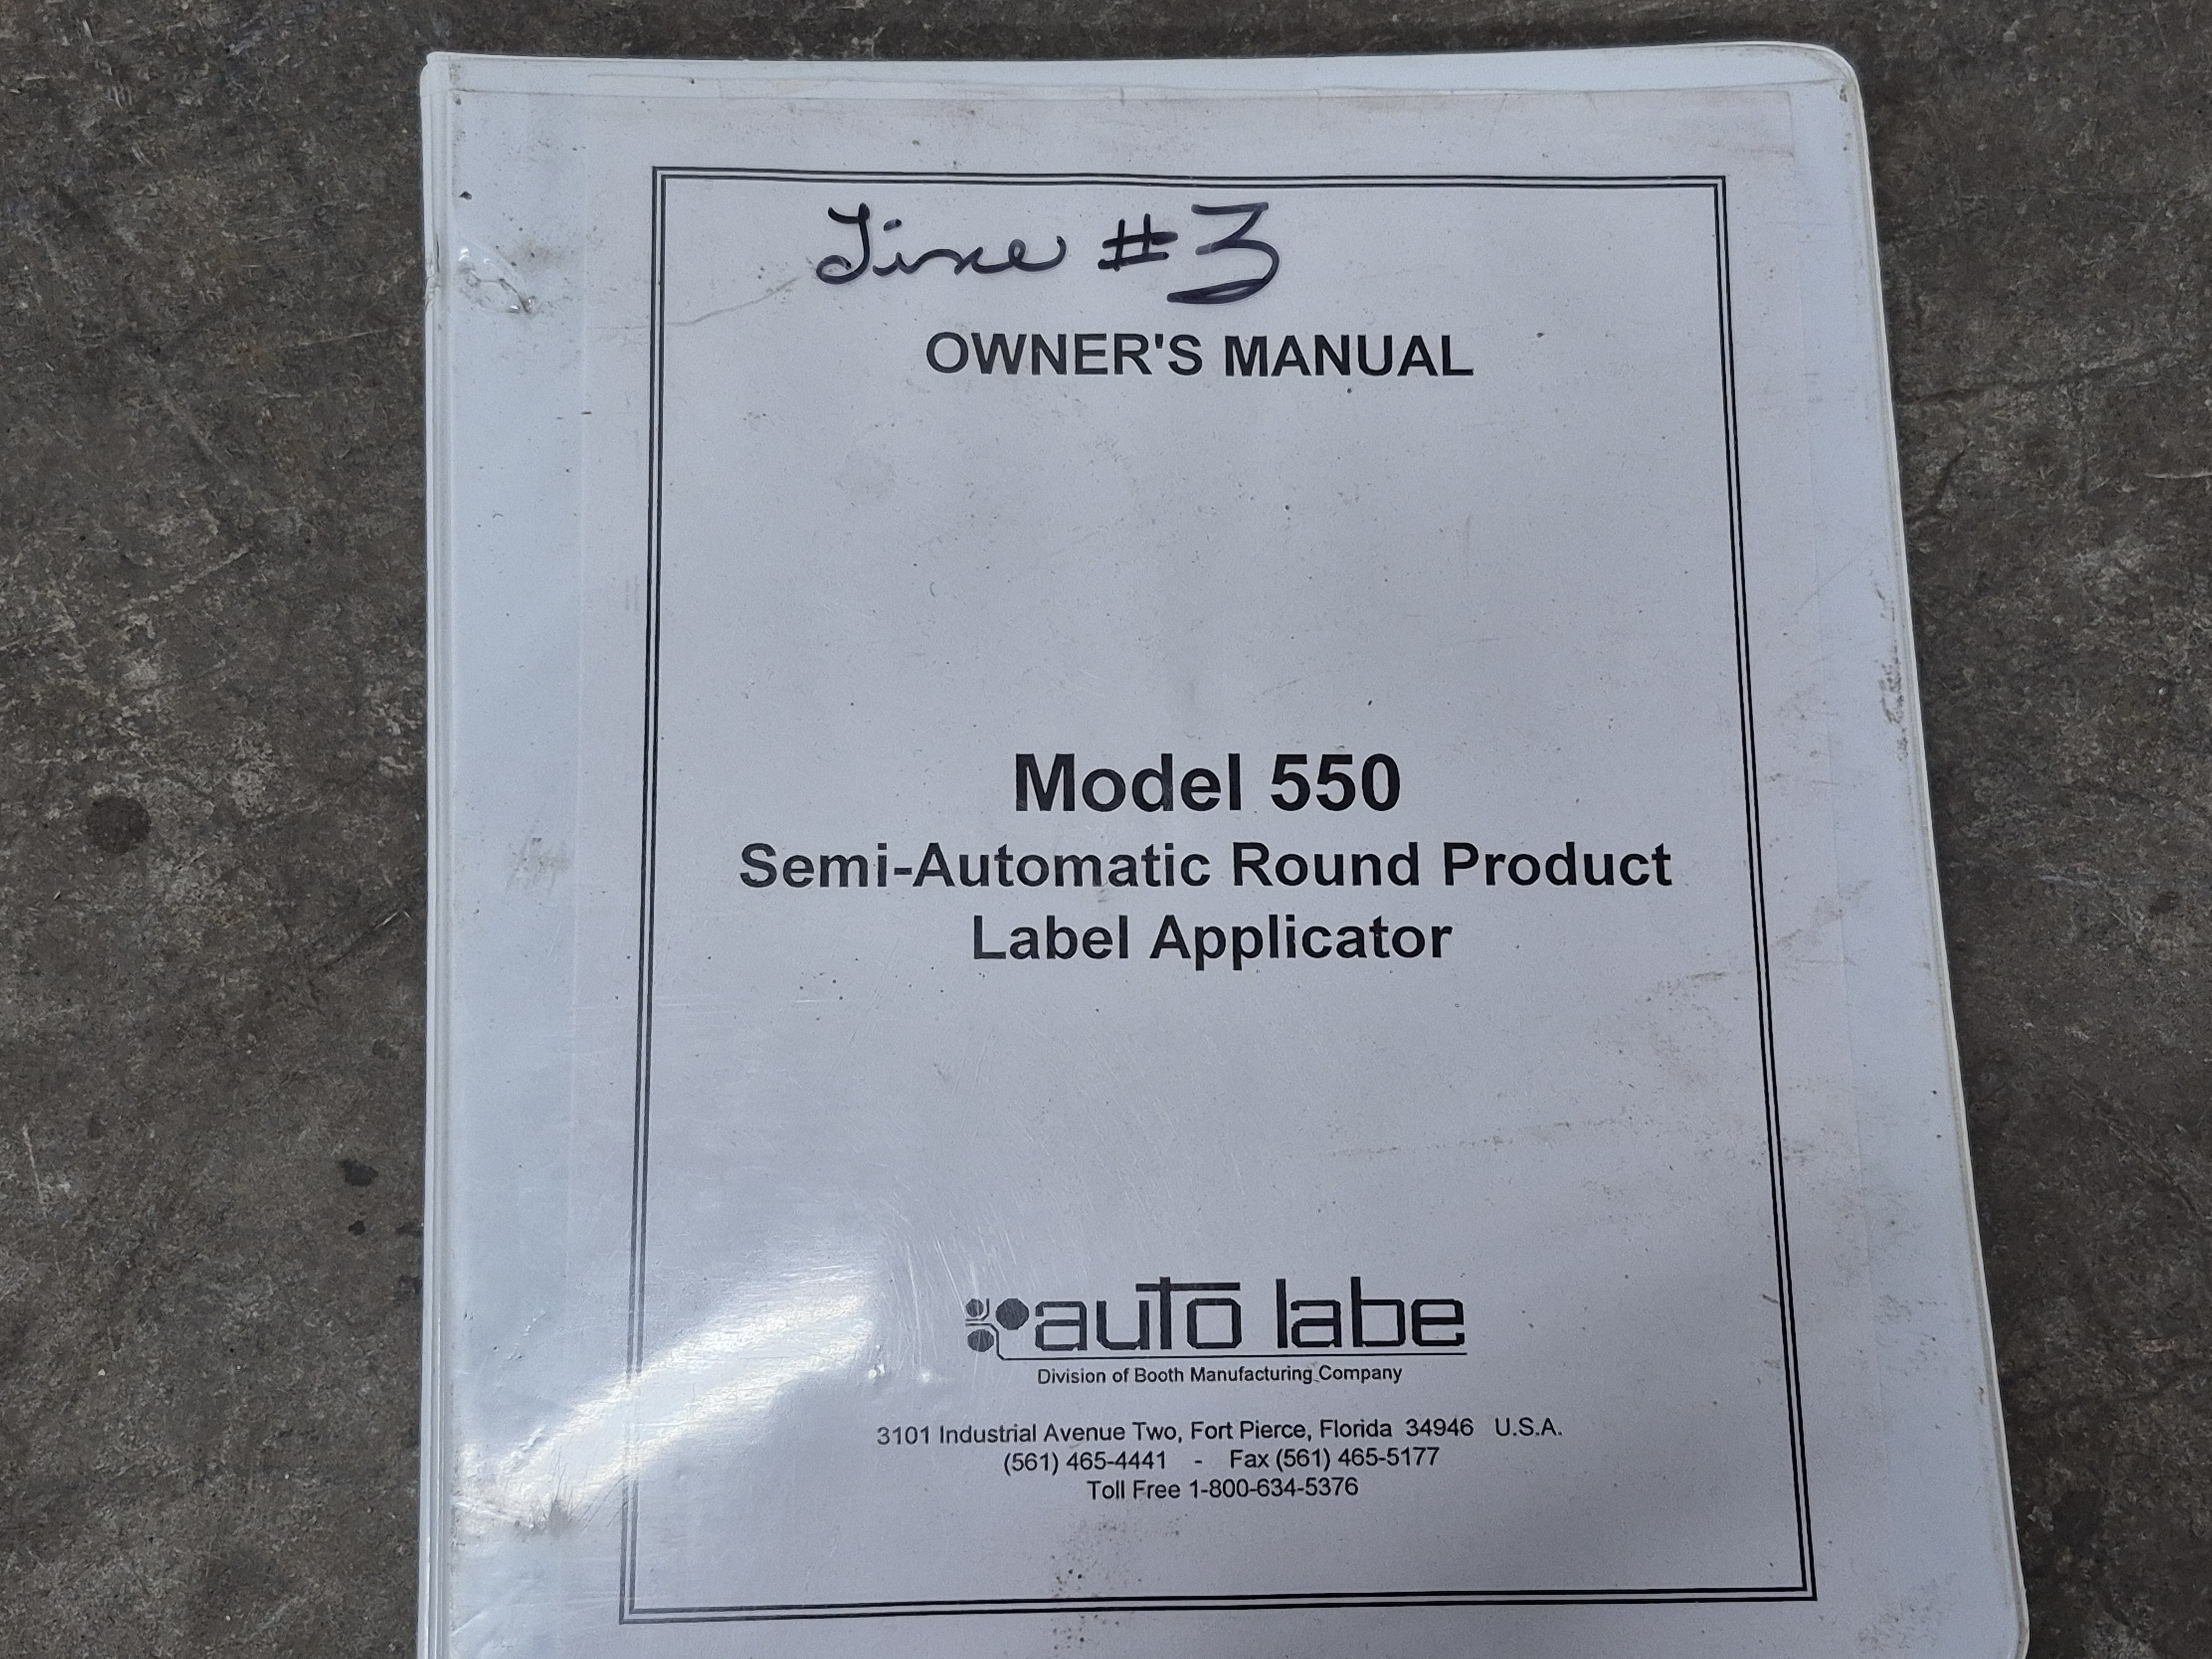 Line #3
OWNER'S MANUAL
Model 550
Semi-Automatic Round Product
Label Applicator
auto labe
Division of Booth Manufacturing Company
3101 Industrial Avenue Two, Fort Pierce, Florida 34946 U.S.A.
(561) 465-4441 - Fax (561) 465-5177
Toll Free 1-800-634-5376